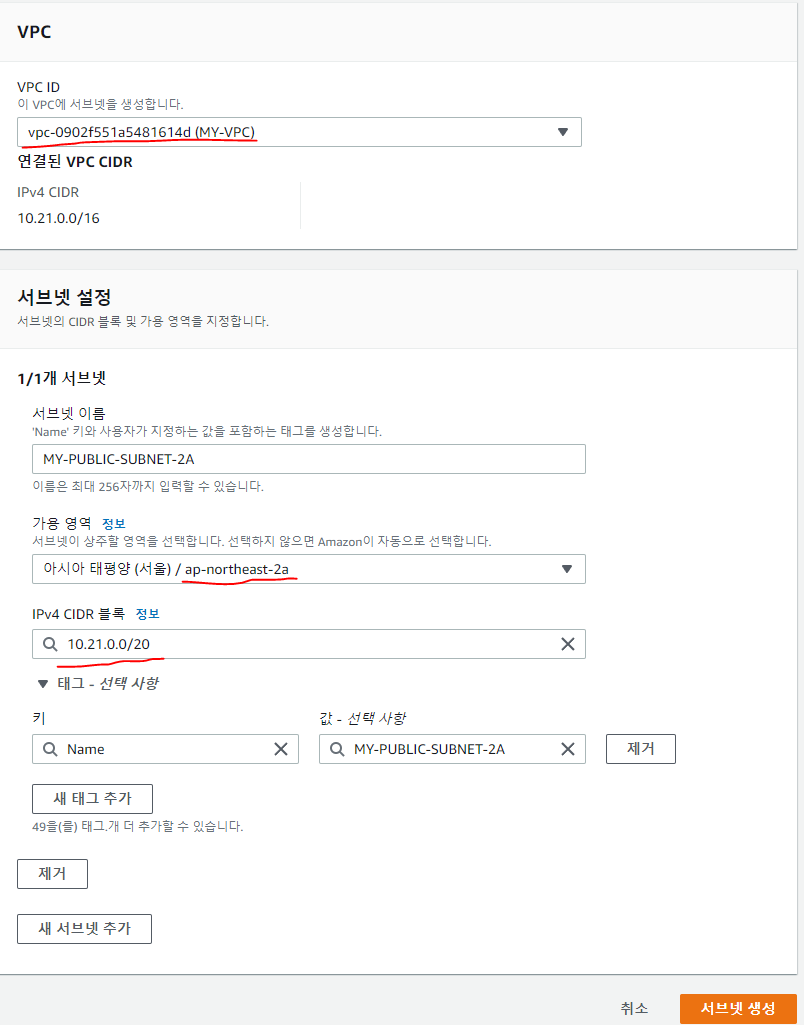 VPC
VPC ID
이 VPC에 서브넷을 생성합니다.
vpc-0902f551a5481614d (MY-VPC)
연결된 VPC CIDR
IPv4 CIDR
10.21.0.0/16
서브넷 설정
서브넷의 CIDR 블록 및 가용 영역을 지정합니다.
1/1개 서브넷
서브넷 이름
'Name' 키와 사용자가 지정하는 값을 포함하는 태그를 생성합니다.
MY-PUBLIC-SUBNET-2A
이름은 최대 256자까지 입력할 수 있습니다.
가용 영역 정보
서브넷이 상주할 영역을 선택합니다. 선택하지 않으면 Amazon이 자동으로 선택합니다.
아시아 태평양 (서울) / ap-northeast-2a
IPv4 CIDR 블록 정보
10.21.0.0/20
태그 - 선택 사항
키 값 - 선택 사항
Name MY-PUBLIC-SUBNET-2A 제거
새 태그 추가
49을(를) 태그.개 더 추가할 수 있습니다.
제거
새 서브넷 추가
취소 서브넷 생성